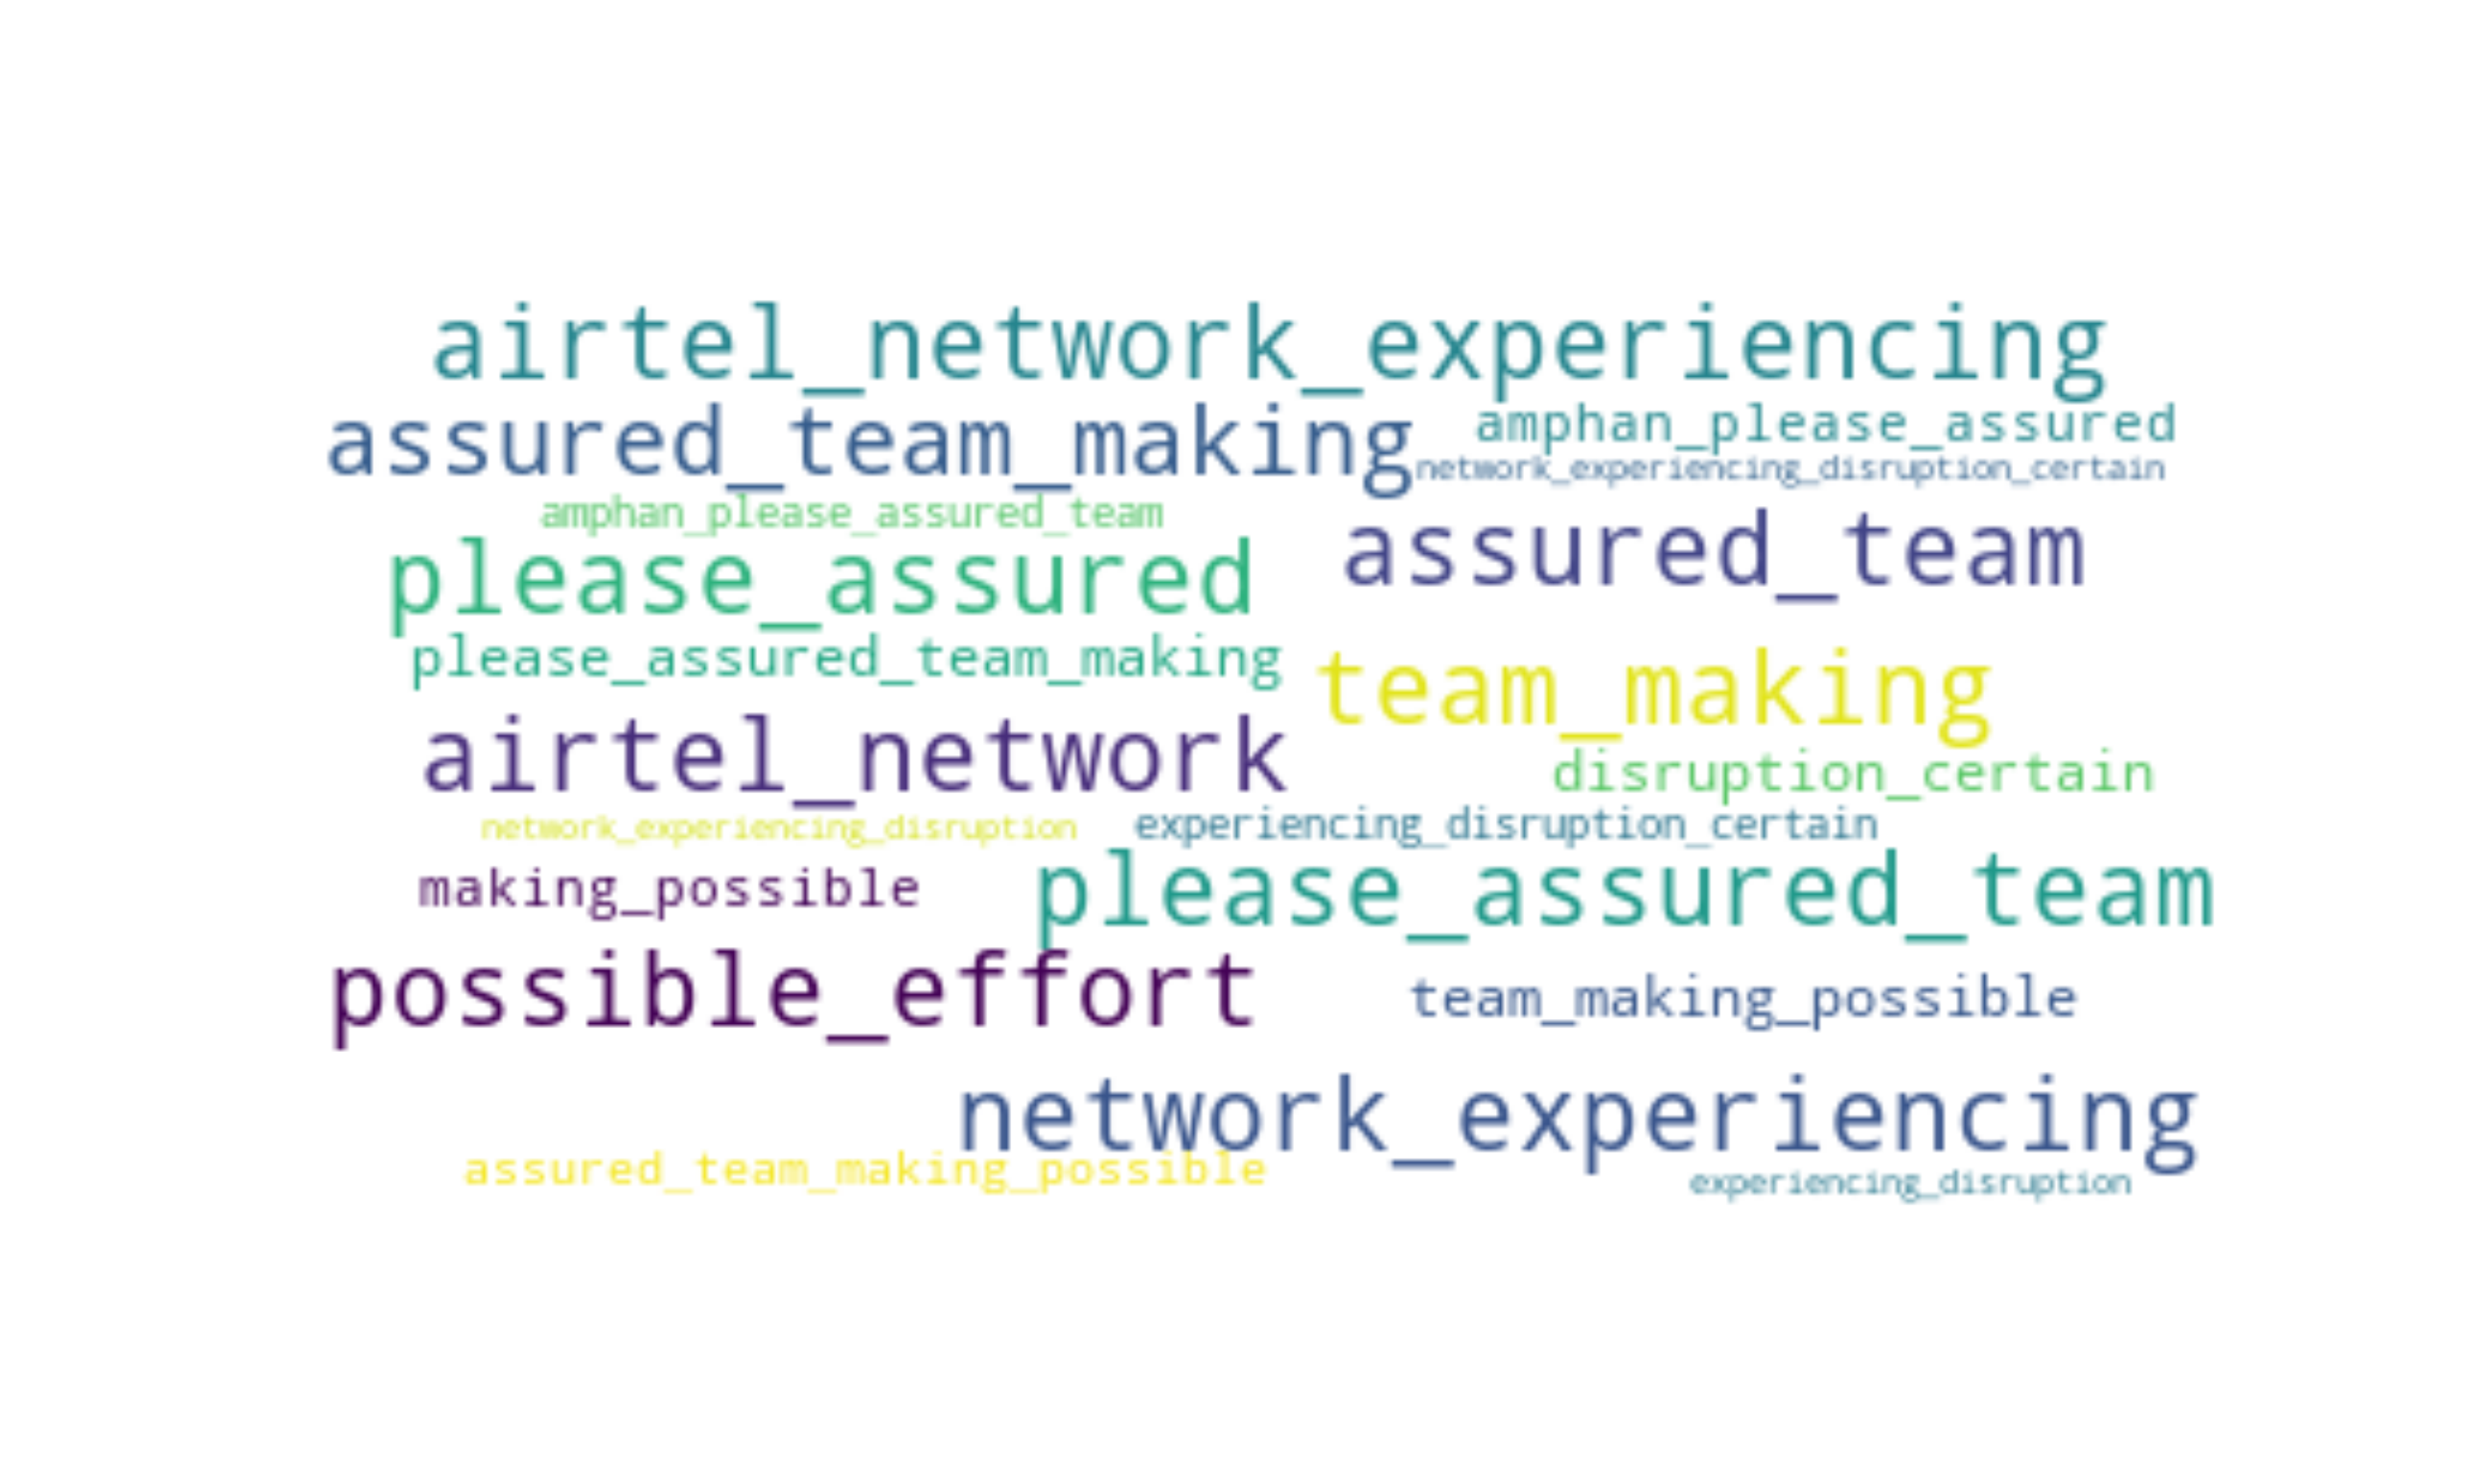 airtel_network_experiencing
assured_team_making
amphan_please_assured
network_experiencing_disruption_certain
amphan_please_assured_team
assured_team
please_assured
please_assured_team_making
team_making
airtel_network
disruption_certain
network_experiencing_disruption
experiencing_disruption_certain
making_possible
please_assured_team
possible_effort
team_making_possible
network_experiencing
assured_team_making_possible
experiencing_disruption